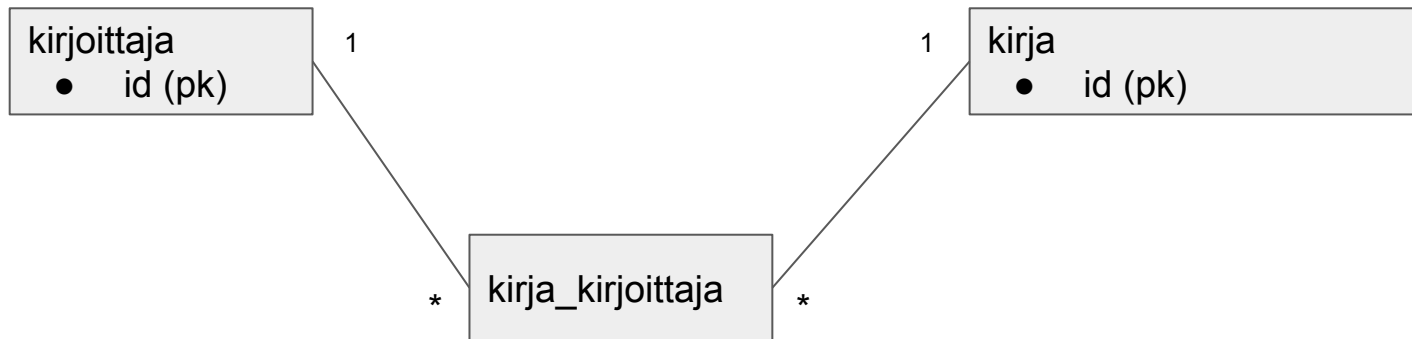 kirjoittaja
● id (pk)
1
1
kirja
● id (pk)
*
kirja_kirjoittaja
*